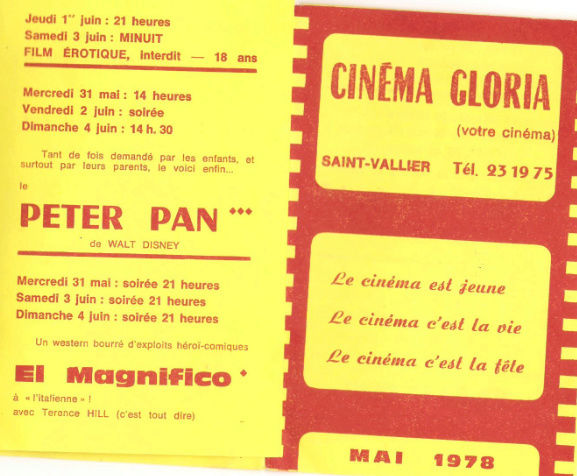 Jeudi 1er juin : 21 heures
Samedi 3 juin : MINUIT
FILM ÉROTIQUE, interdit — 18 ans
Mercredi 31 mai : 14 heures
Vendredi 2 juin : soirée
Dimanche 4 juin : 14 h. 30
Tant de fois demandé par les enfants, et
surtout par leurs parents, le voici enfin...
le
PETER PAN ***
de WALT DISNEY
Mercredi 31 mai : soirée 21 heures
Samedi 3 juin : soirée 21 heures
Dimanche 4 juin : soirée 21 heures
Un western bourré d'exploits héroï-comiques
El Magnifico *
à « l'italienne » !
avec Terence HILL (c'est tout dire)
CINÉMA GLORIA
(votre cinéma)
SAINT-VALLIER Tél. 23 19 75
Le cinéma est jeune
Le cinéma c'est la vie
Le cinéma c'est la fête
MAI 1978